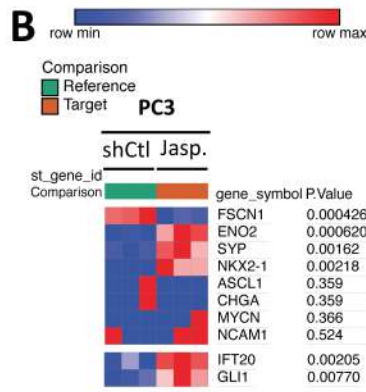 B
row min row max
Comparison
Reference
Target
PC3
shCtl Jasp.
st_gene_id
Comparison gene_symbol P.Value
FSCN1 0.000426
ENO2 0.000620
SYP 0.00162
NKX2-1 0.00218
ASCL1 0.359
CHGA 0.359
MYCN 0.366
NCAM1 0.524
IFT20 0.00205
GLI1 0.00770